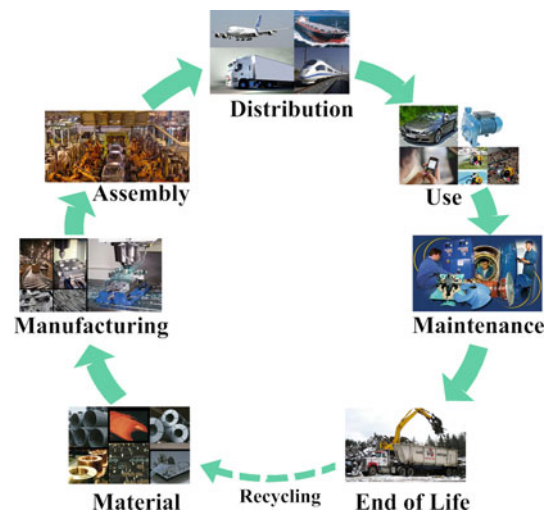 Distribution
Assembly
Use
Manufacturing
Maintenance
Recycling
Material
End of Life